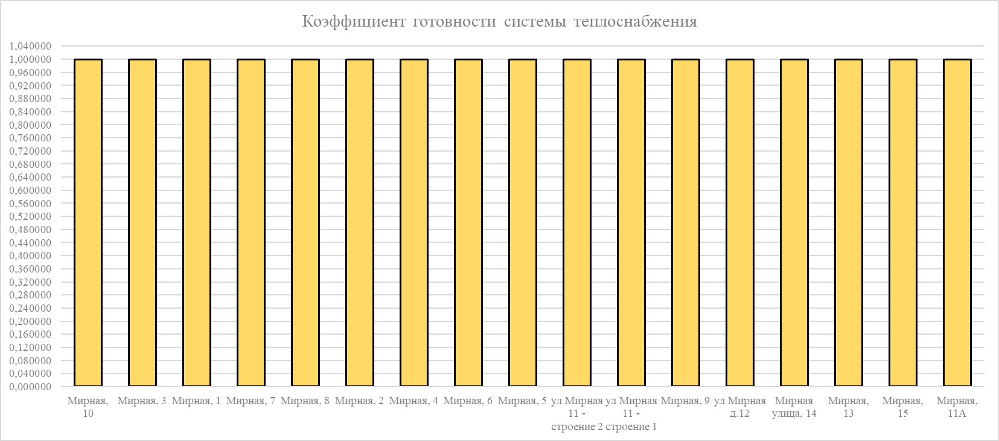 Коэффициент готовности системы теплоснабжения
1,040000
1,000000
0,960000
0,920000
0,880000
0,840000
0,800000
0,760000
0,720000
0,680000
0,640000
0,600000
0,560000
0,520000
0,480000
0,440000
0,400000
0,360000
0,320000
0,280000
0,240000
0,200000
0,160000
0,120000
0,080000
0,040000
0,000000
Мирная,
10
Мирная, 3
Мирная, 1
Мирная, 7
Мирная, 8
Мирная, 2
Мирная, 4
Мирная, 6
Мирная, 5
ул Мирная
11 -
строение 2
ул Мирная
11 -
строение 1
Мирная, 9
ул Мирная
д.12
Мирная
улица, 14
Мирная,
13
Мирная,
15
Мирная,
11А